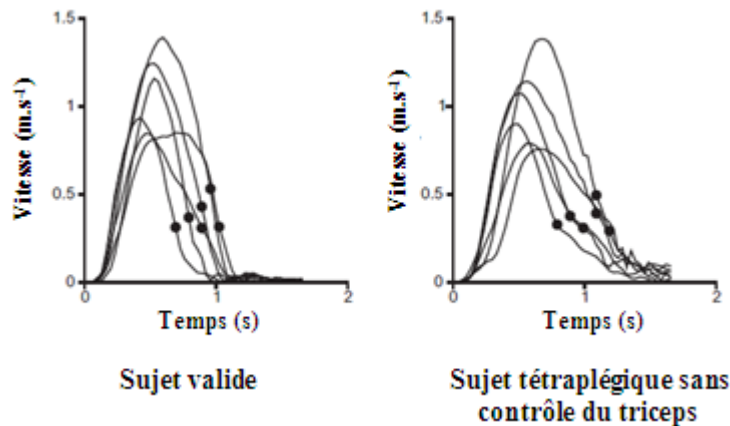 1.5
1
0.5
0
Vitesse (m.s⁻¹)
0
1
2
Temps (s)
Sujet valide
1.5
1
0.5
0
Vitesse (m.s⁻¹)
0
1
2
Temps (s)
Sujet tétraplégique sans
contrôle du triceps